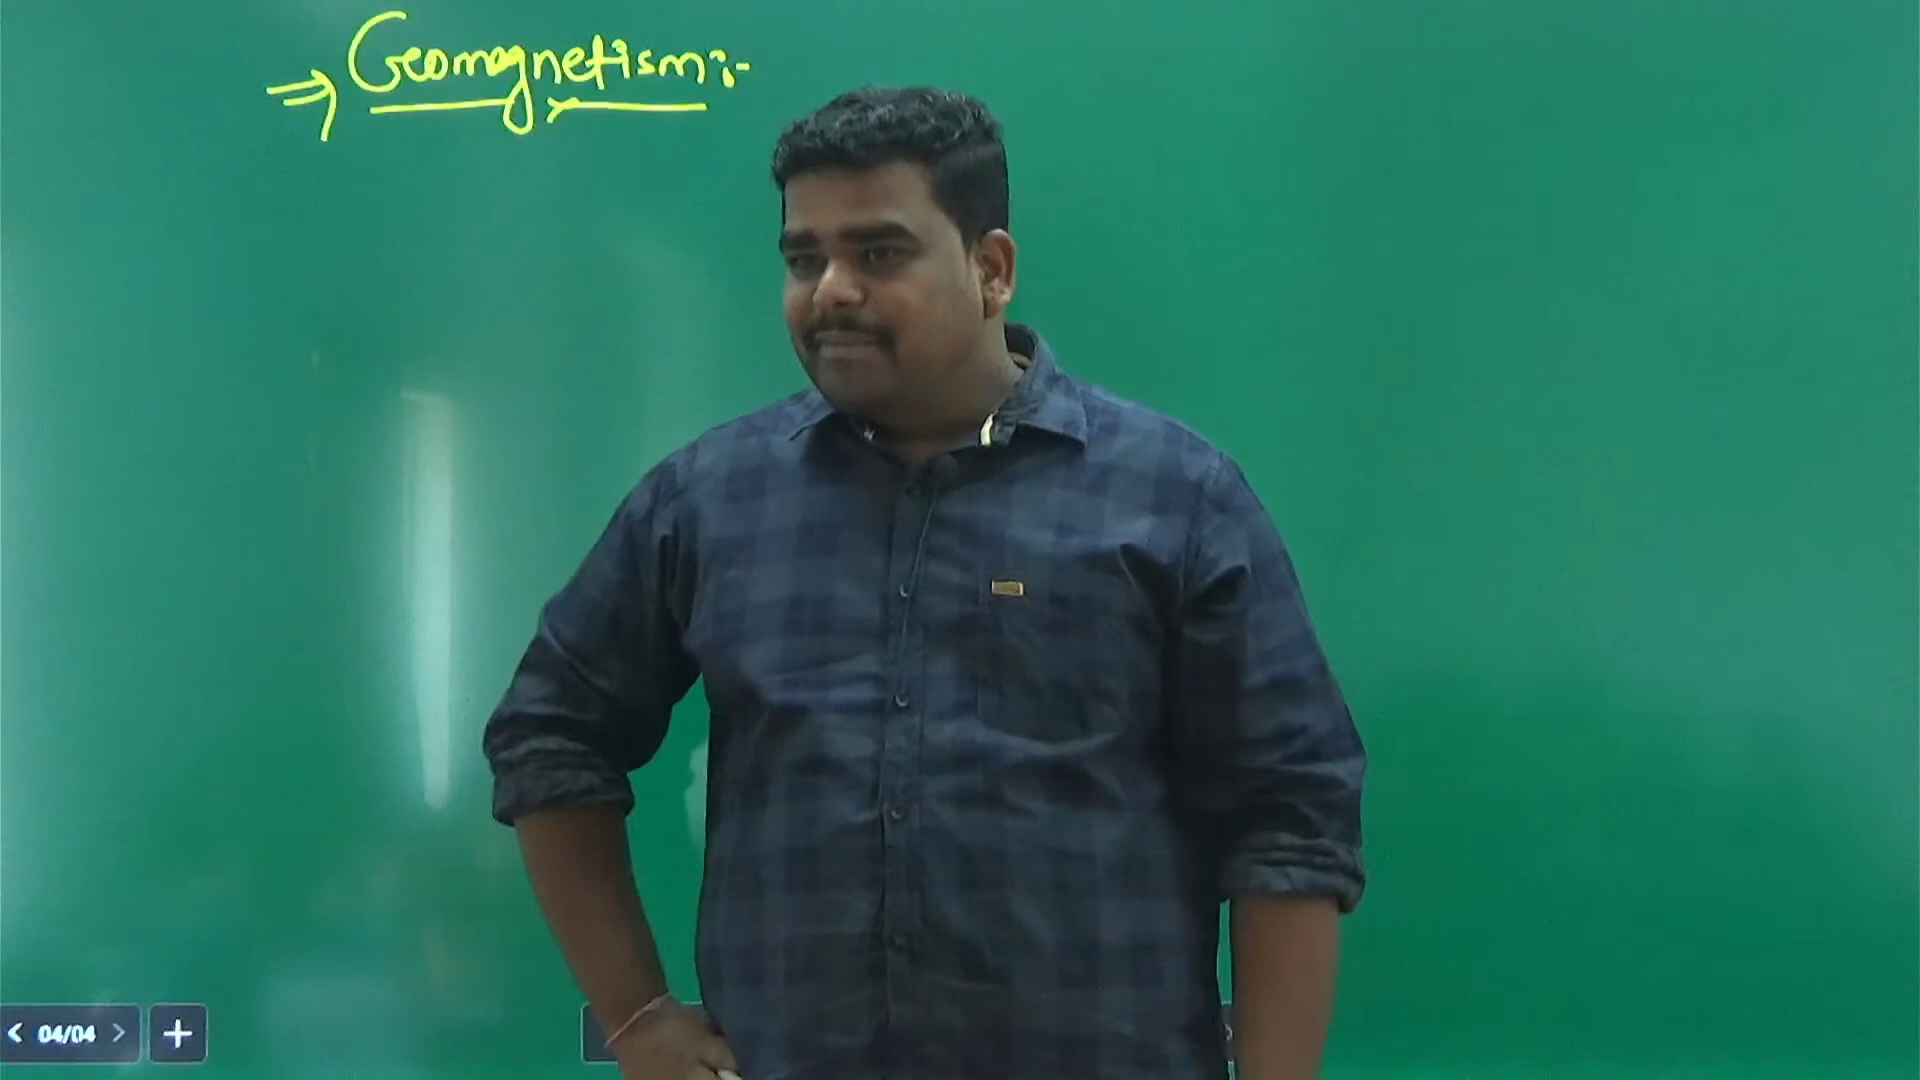 ⇒ Geomagnetism:-
< 04/04 > +